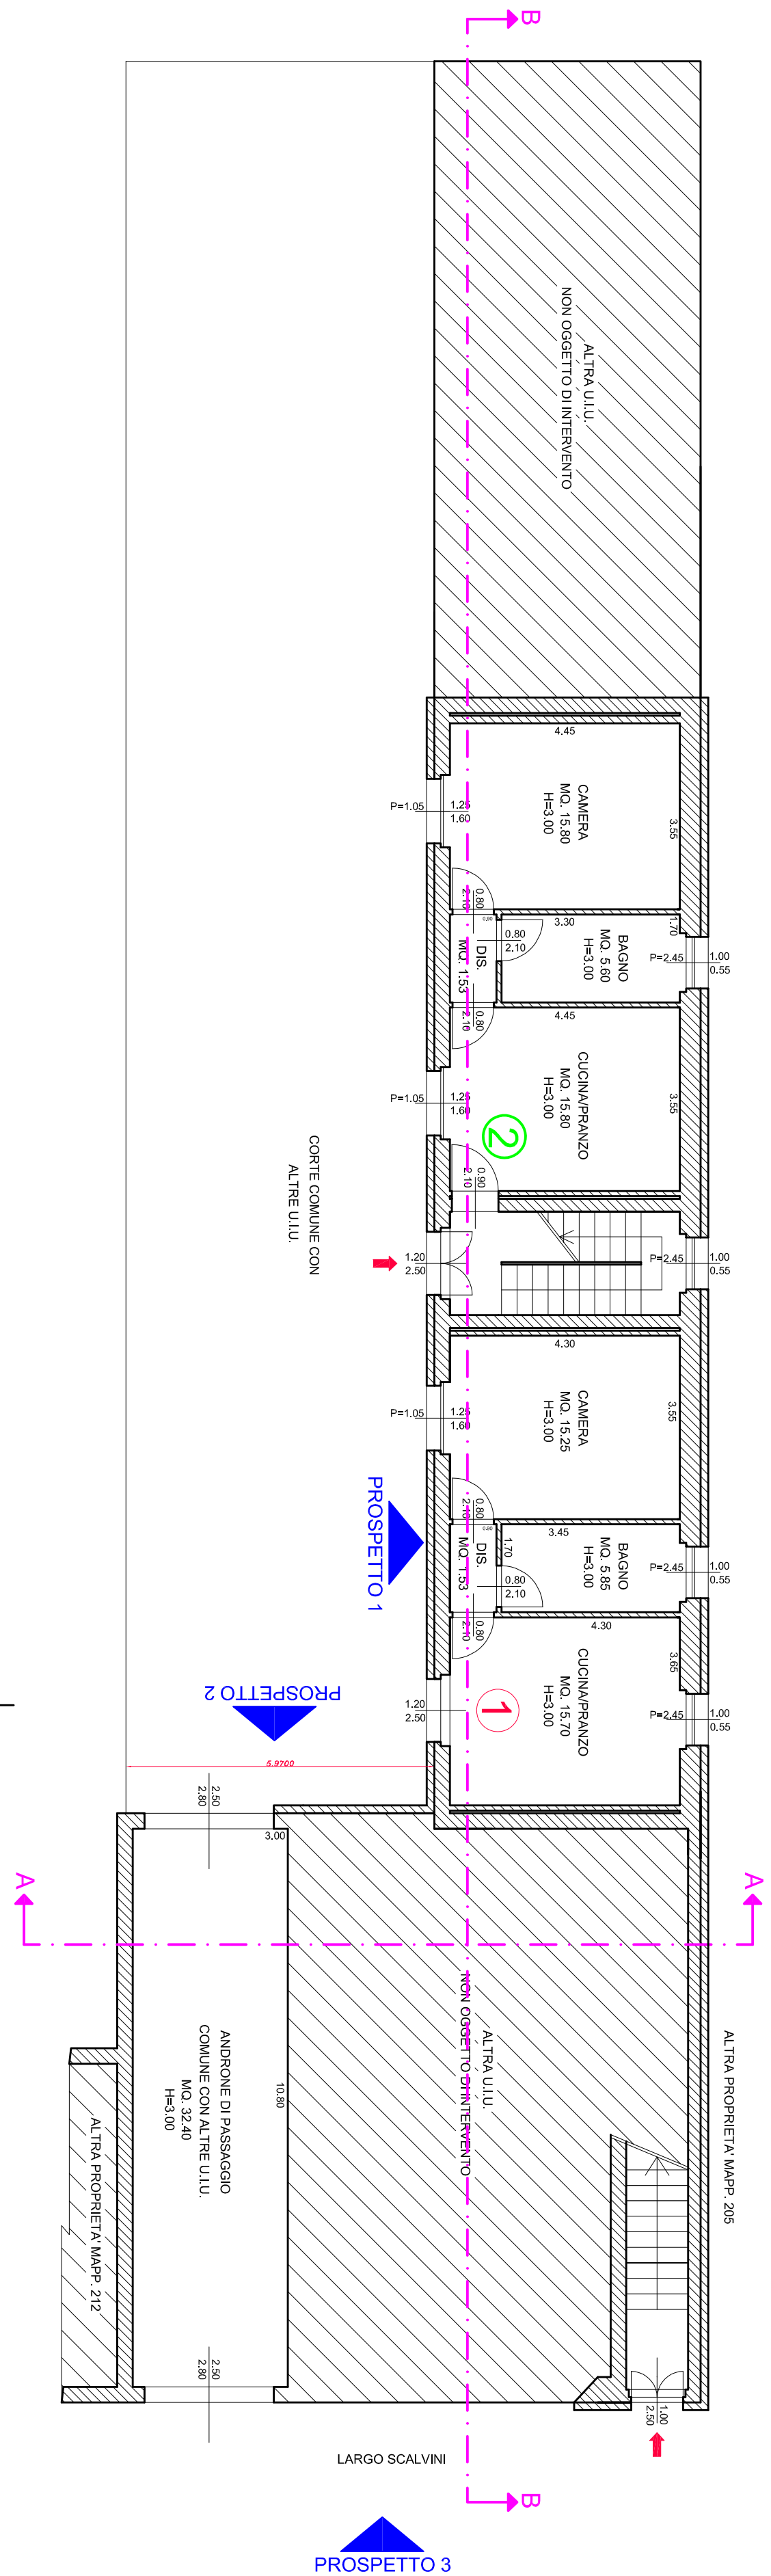 B
ALTRA U.I.U.
NON OGGETTO DI INTERVENTO
4.45
CAMERA
MQ. 15.80
H=3.00
3.55
P=1.05
1.25
1.60
0.80
2.10
0,90
3.30
1.70
0.80
2.10
BAGNO
MQ. 5.60
H=3.00
P=2.45
1.00
0.55
DIS.
MQ. 1.53
0.80
2.10
4.45
CUCINA/PRANZO
MQ. 15.80
H=3.00
3.55
P=1.05
1.25
1.60
2
0.90
2.10
CORTE COMUNE CON
ALTRE U.I.U.
1.20
2.50
P=2.45
1.00
0.55
4.30
CAMERA
MQ. 15.25
H=3.00
3.55
P=1.05
1.25
1.60
PROSPETTO 1
0.80
2.10
0.90
3.45
1.70
DIS.
MQ. 1.53
0.80
2.10
BAGNO
MQ. 5.85
H=3.00
P=2.45
1.00
0.55
0.80
2.10
4.30
CUCINA/PRANZO
MQ. 15.70
H=3.00
3.65
P=2.45
1.00
0.55
1
1.20
2.50
PROSPETTO 2
5.9700
2.50
2.80
3.00
A
A
ALTRA U.I.U.
NON OGGETTO DI INTERVENTO
ALTRA PROPRIETA' MAPP. 205
ANDRONE DI PASSAGGIO
COMUNE CON ALTRE U.I.U.
MQ. 32.40
H=3.00
10.80
ALTRA PROPRIETA' MAPP. 212
2.50
2.80
1.00
2.50
LARGO SCALVINI
B
PROSPETTO 3